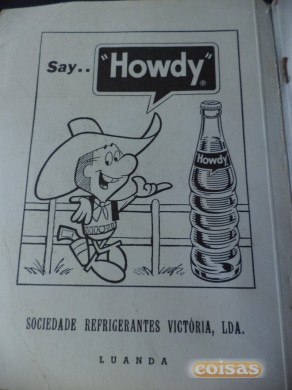 Say.. "Howdy"®
Howdy
SOCIEDADE REFRIGERANTES VICTÓRIA, LDA.
LUANDA
coisas